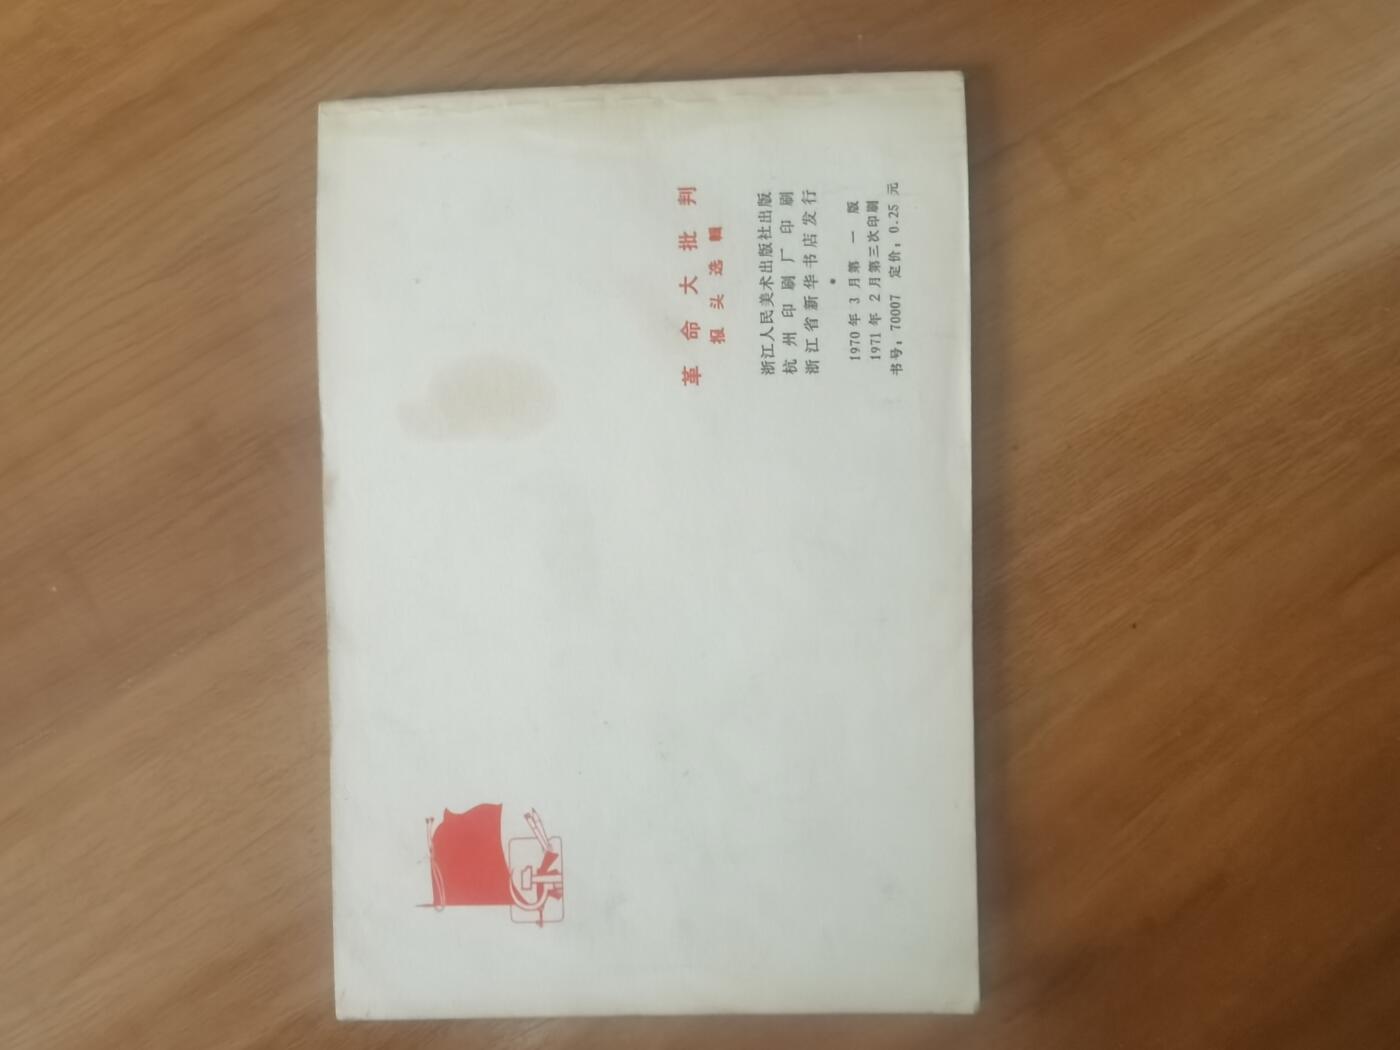 革命大批判
报头选辑
浙江人民美术出版社出版
杭州印刷厂印刷
浙江省新华书店发行
1970年3月第一版
1971年2月第三次印刷
书号：70007 定价：0.25元